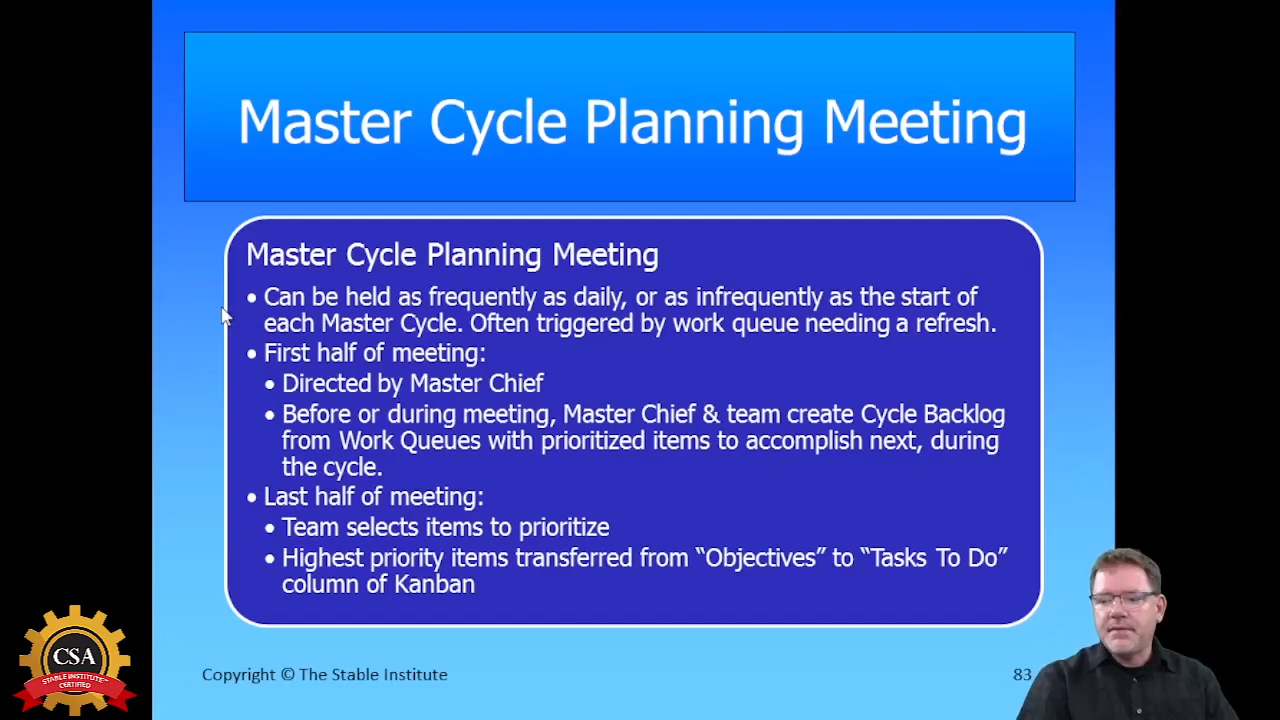 Master Cycle Planning Meeting
Master Cycle Planning Meeting
• Can be held as frequently as daily, or as infrequently as the start of
each Master Cycle. Often triggered by work queue needing a refresh.
• First half of meeting:
• Directed by Master Chief
• Before or during meeting, Master Chief & team create Cycle Backlog
from Work Queues with prioritized items to accomplish next, during
the cycle.
• Last half of meeting:
• Team selects items to prioritize
• Highest priority items transferred from “Objectives” to “Tasks To Do”
column of Kanban
CSA
STABLE INSTITUTE™
CERTIFIED
Copyright © The Stable Institute
83